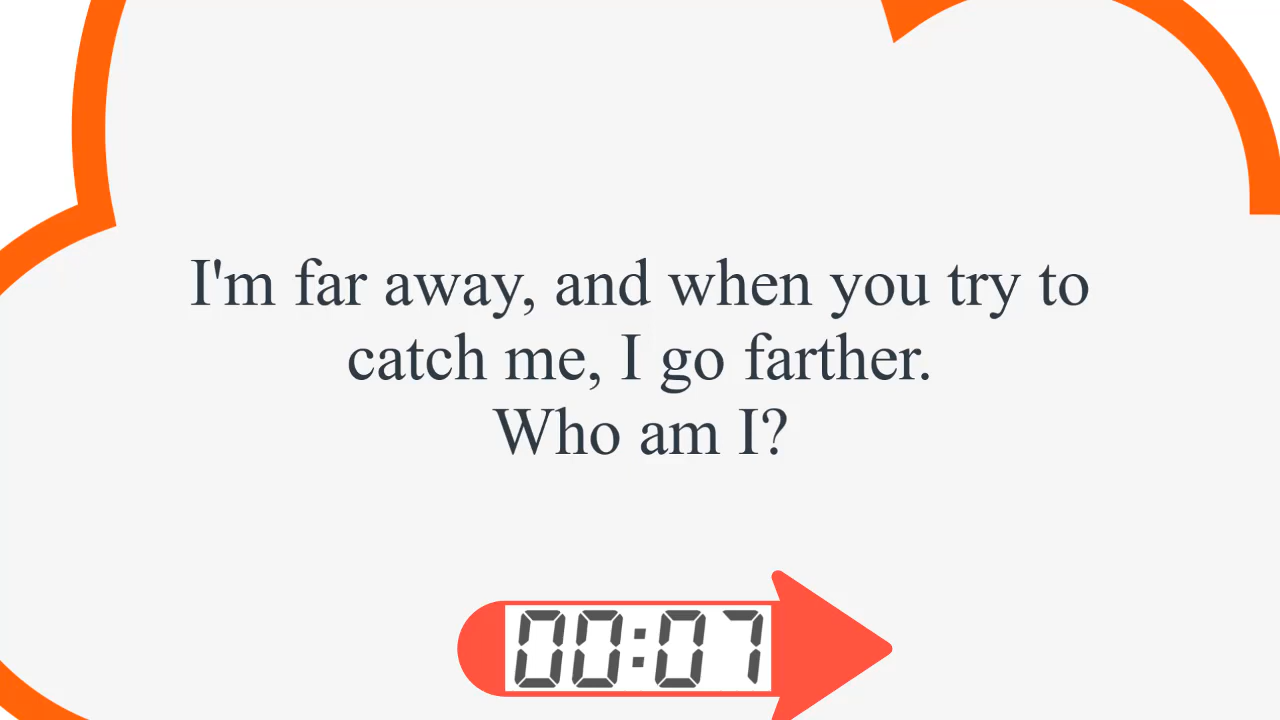 I'm far away, and when you try to
catch me, I go farther.
Who am I?
00:07